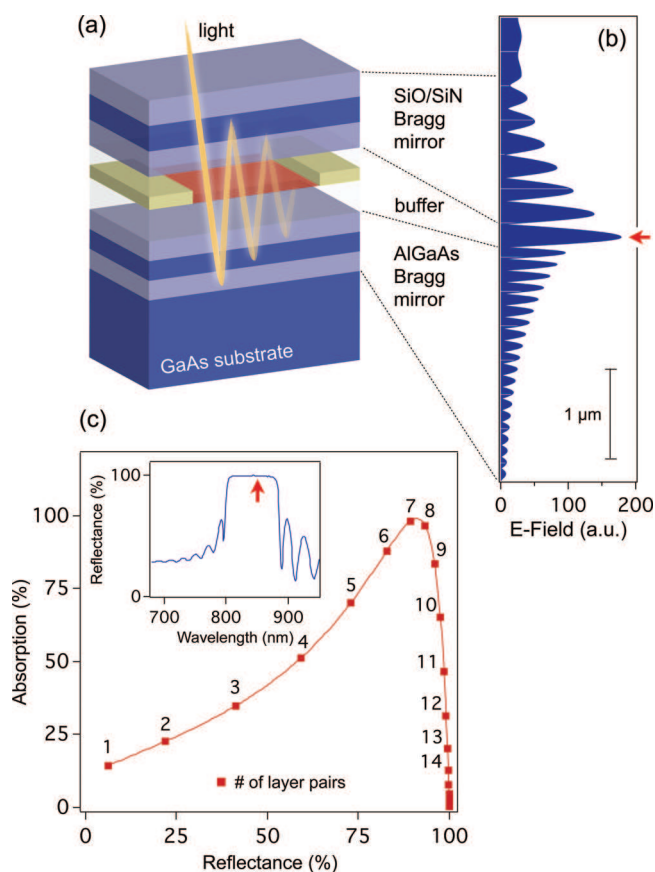 (a)
light
SiO/SiN
Bragg
mirror
buffer
AlGaAs
Bragg
mirror
GaAs substrate
(b)
1 µm
0
100
200
E-Field (a.u.)
(c)
100
Reflectance (%)
0
700
800
900
Wavelength (nm)
Absorption (%)
100
75
50
25
0
1
2
3
4
5
6
7
8
9
10
11
12
13
14
# of layer pairs
0
25
50
75
100
Reflectance (%)